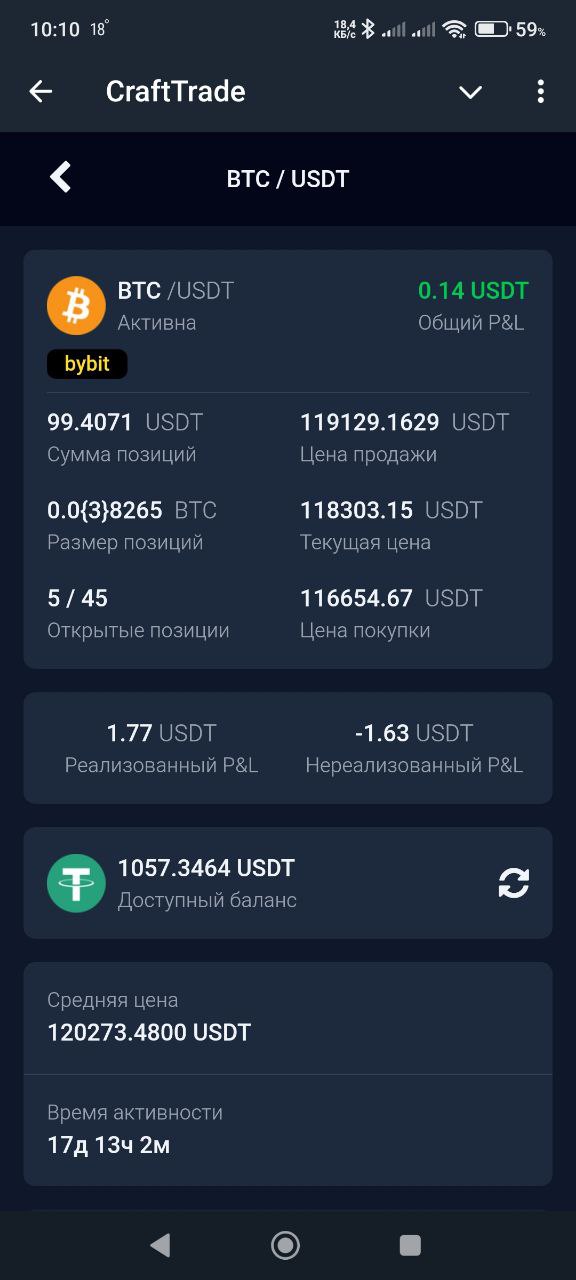 10:10 18° 18,4 КБ/с 59%
CraftTrade
BTC / USDT
BTC /USDT 0.14 USDT
Активна Общий P&L
bybit
99.4071 USDT 119129.1629 USDT
Сумма позиций Цена продажи
0.0{3}8265 BTC 118303.15 USDT
Размер позиций Текущая цена
5 / 45 116654.67 USDT
Открытые позиции Цена покупки
1.77 USDT -1.63 USDT
Реализованный P&L Нереализованный P&L
1057.3464 USDT
Доступный баланс
Средняя цена
120273.4800 USDT
Время активности
17д 13ч 2м